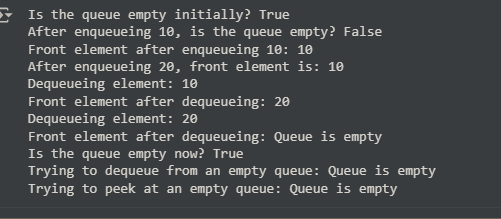 Is the queue empty initially? True
After enqueueing 10, is the queue empty? False
Front element after enqueueing 10: 10
After enqueueing 20, front element is: 10
Dequeueing element: 10
Front element after dequeueing: 20
Dequeueing element: 20
Front element after dequeueing: Queue is empty
Is the queue empty now? True
Trying to dequeue from an empty queue: Queue is empty
Trying to peek at an empty queue: Queue is empty